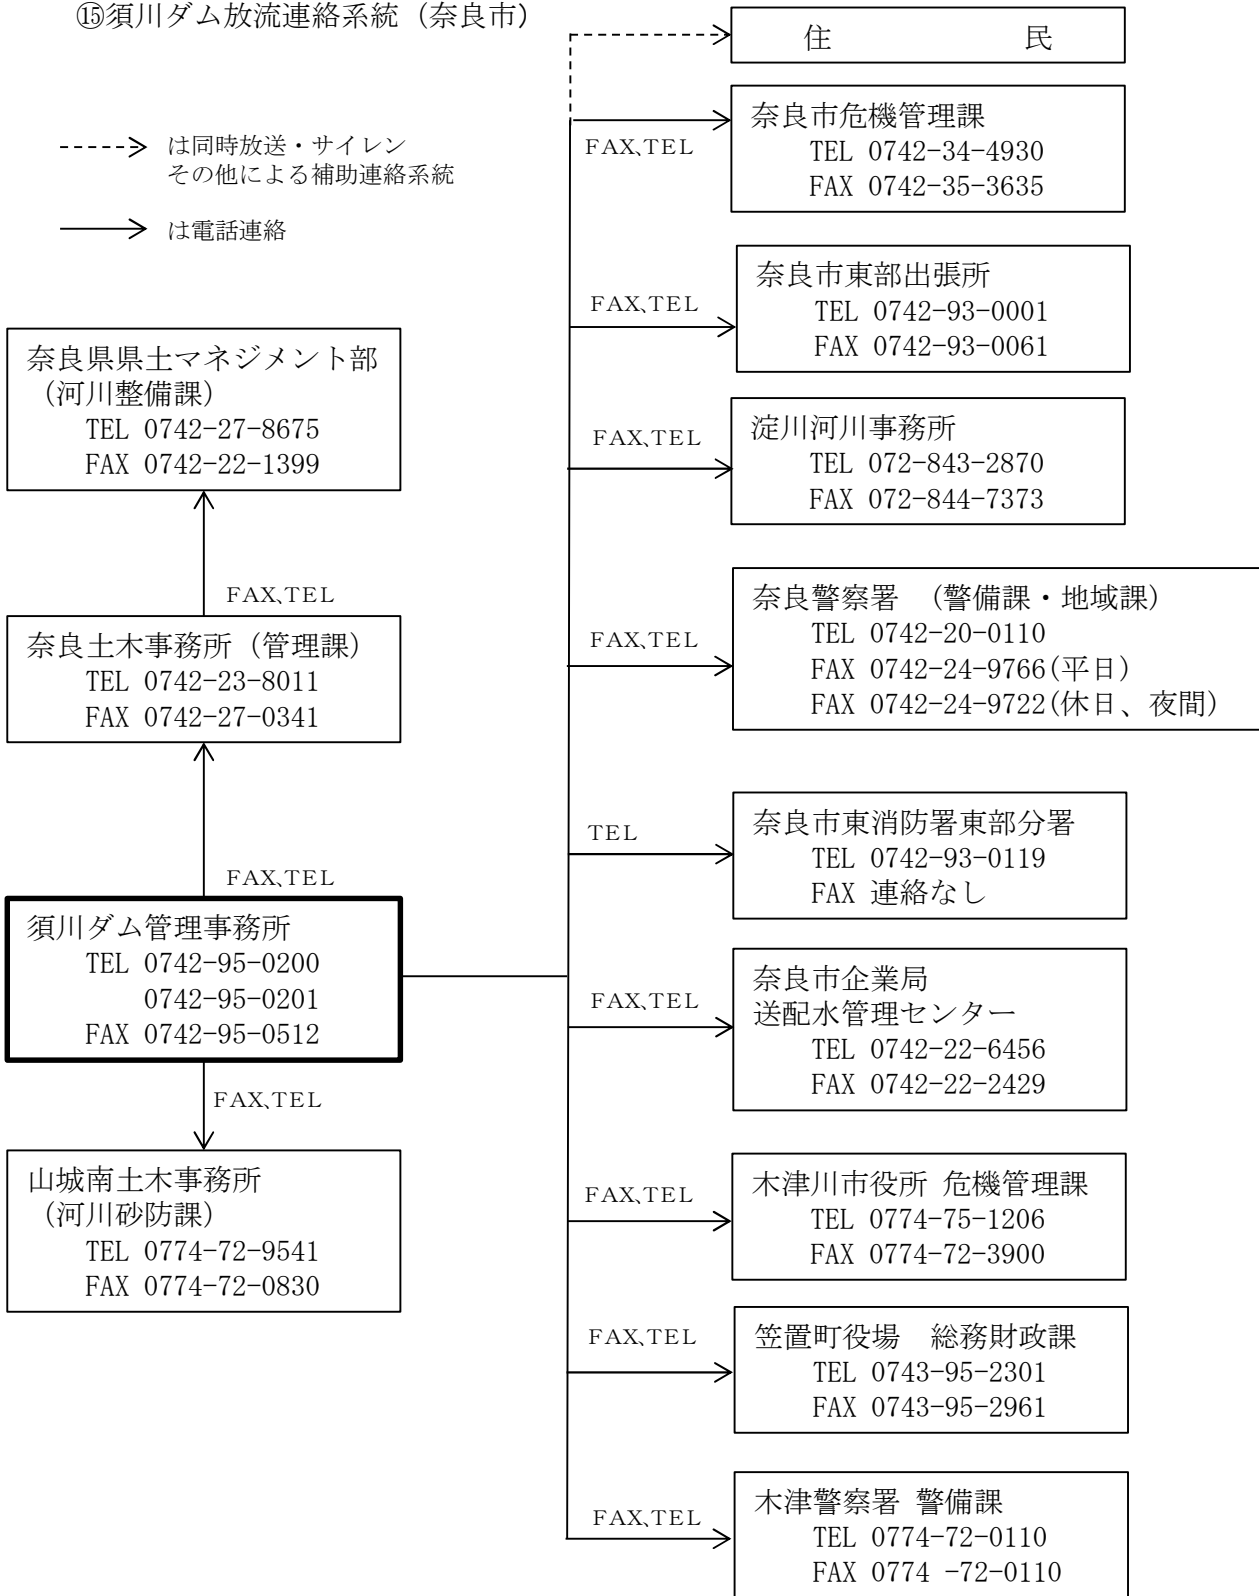 ⑮須川ダム放流連絡系統（奈良市）
は同時放送・サイレン
その他による補助連絡系統
は電話連絡
奈良県県土マネジメント部
（河川整備課）
TEL 0742-27-8675
FAX 0742-22-1399
FAX、TEL
奈良土木事務所（管理課）
TEL 0742-23-8011
FAX 0742-27-0341
FAX、TEL
須川ダム管理事務所
TEL 0742-95-0200
0742-95-0201
FAX 0742-95-0512
FAX、TEL
山城南土木事務所
（河川砂防課）
TEL 0774-72-9541
FAX 0774-72-0830
住　　　　民
FAX、TEL
奈良市危機管理課
TEL 0742-34-4930
FAX 0742-35-3635
FAX、TEL
奈良市東部出張所
TEL 0742-93-0001
FAX 0742-93-0061
FAX、TEL
淀川河川事務所
TEL 072-843-2870
FAX 072-844-7373
FAX、TEL
奈良警察署　（警備課・地域課）
TEL 0742-20-0110
FAX 0742-24-9766(平日)
FAX 0742-24-9722(休日、夜間)
TEL
奈良市東消防署東部分署
TEL 0742-93-0119
FAX 連絡なし
FAX、TEL
奈良市企業局
送配水管理センター
TEL 0742-22-6456
FAX 0742-22-2429
FAX、TEL
木津川市役所 危機管理課
TEL 0774-75-1206
FAX 0774-72-3900
FAX、TEL
笠置町役場　総務財政課
TEL 0743-95-2301
FAX 0743-95-2961
FAX、TEL
木津警察署 警備課
TEL 0774-72-0110
FAX 0774 -72-0110